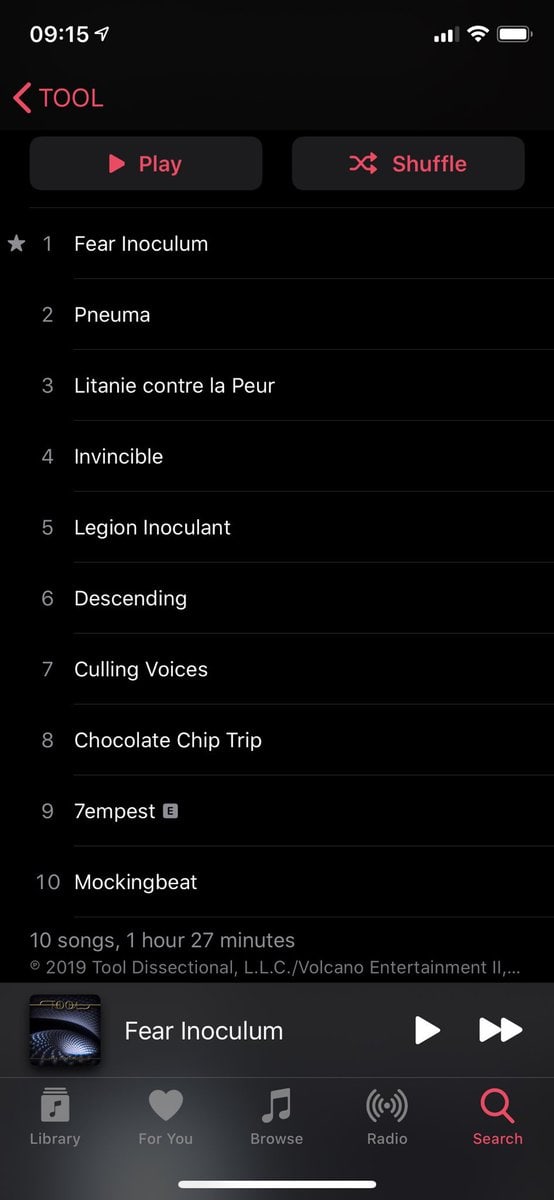 09:15
TOOL
Play
Shuffle
1 Fear Inoculum
2 Pneuma
3 Litanie contre la Peur
4 Invincible
5 Legion Inoculant
6 Descending
7 Culling Voices
8 Chocolate Chip Trip
9 7empest E
10 Mockingbeat
10 songs, 1 hour 27 minutes
℗ 2019 Tool Dissectional, L.L.C./Volcano Entertainment II,...
TOOL
Fear Inoculum
Library
For You
Browse
Radio
Search